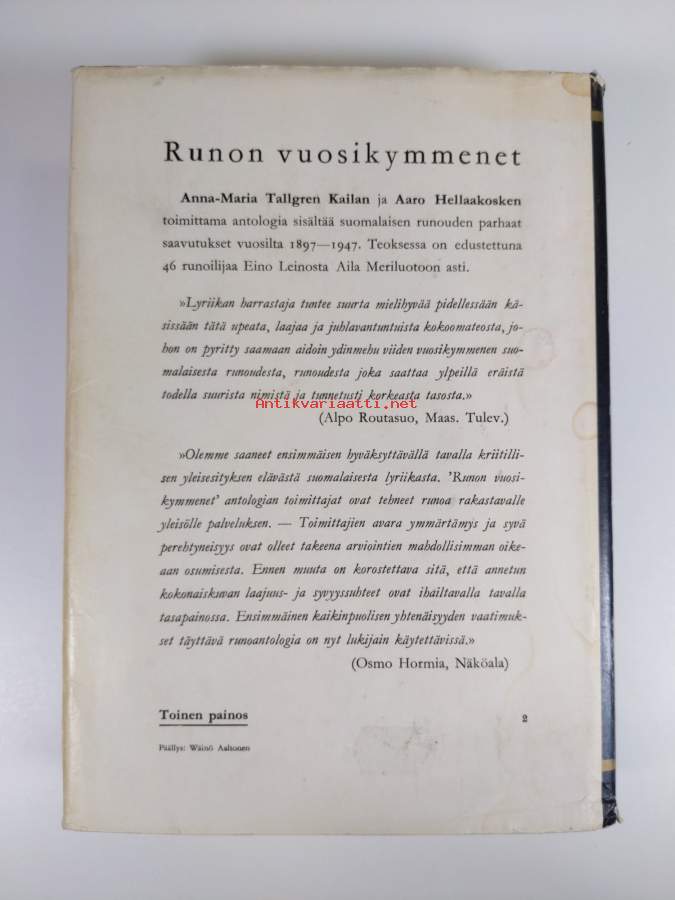 Runon vuosikymmenet
Anna-Maria Tallgren Kailan ja Aaro Hellaakosken
toimittama antologia sisältää suomalaisen runouden parhaat
saavutukset vuosilta 1897—1947. Teoksessa on edustettuna
46 runoilijaa Eino Leinosta Aila Meriluotoon asti.
»Lyriikan harrastaja tuntee suurta mielihyvää pidellessään kä-
sissään tätä upeata, laajaa ja juhlavantuntuista kokoomateosta, jo-
hon on pyritty saamaan aidoin ydinmehu viiden vuosikymmenen suo-
malaisesta runoudesta, runoudesta joka saattaa ylpeillä eräistä
todella suurista nimistä ja tunnetusti korkeasta tasosta.»
Antikvariaatti.net
(Alpo Routasuo, Maas. Tulev.)
»Olemme saaneet ensimmäisen hyväksyttävällä tavalla kriitilli-
sen yleisesityksen elävästä suomalaisesta lyriikasta. 'Runon vuosi-
kymmenet' antologian toimittajat ovat tehneet runoa rakastavalle
yleisölle palveluksen. — Toimittajien avara ymmärtämys ja syvä
perehtyneisyys ovat olleet takeena arviointien mahdollisimman oike-
aan osumisesta. Ennen muuta on korostettava sitä, että annetun
kokonaiskuvan laajuus- ja syvyyssuhteet ovat ihailtavalla tavalla
tasapainossa. Ensimmäinen kaikinpuolisen yhtenäisyyden vaatimuk-
set täyttävä runoantologia on nyt lukijain käytettävissä.»
(Osmo Hormia, Näköala)
Toinen painos 2
Päällys: Wäinö Aaltonen